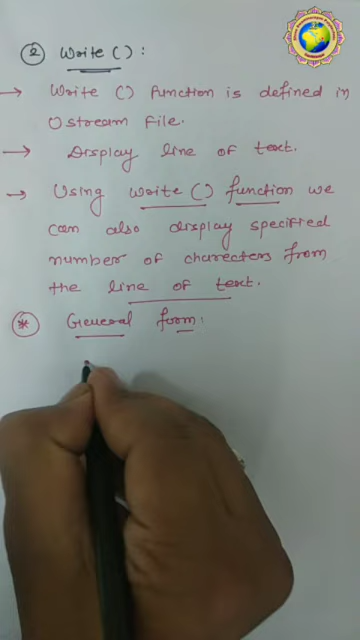 ② Write () :
→ Write () function is defined in
Ostream File.
→ Display line of text.
→ Using write () function we
can also display specified
number of charecters from
the line of text.
* General form: